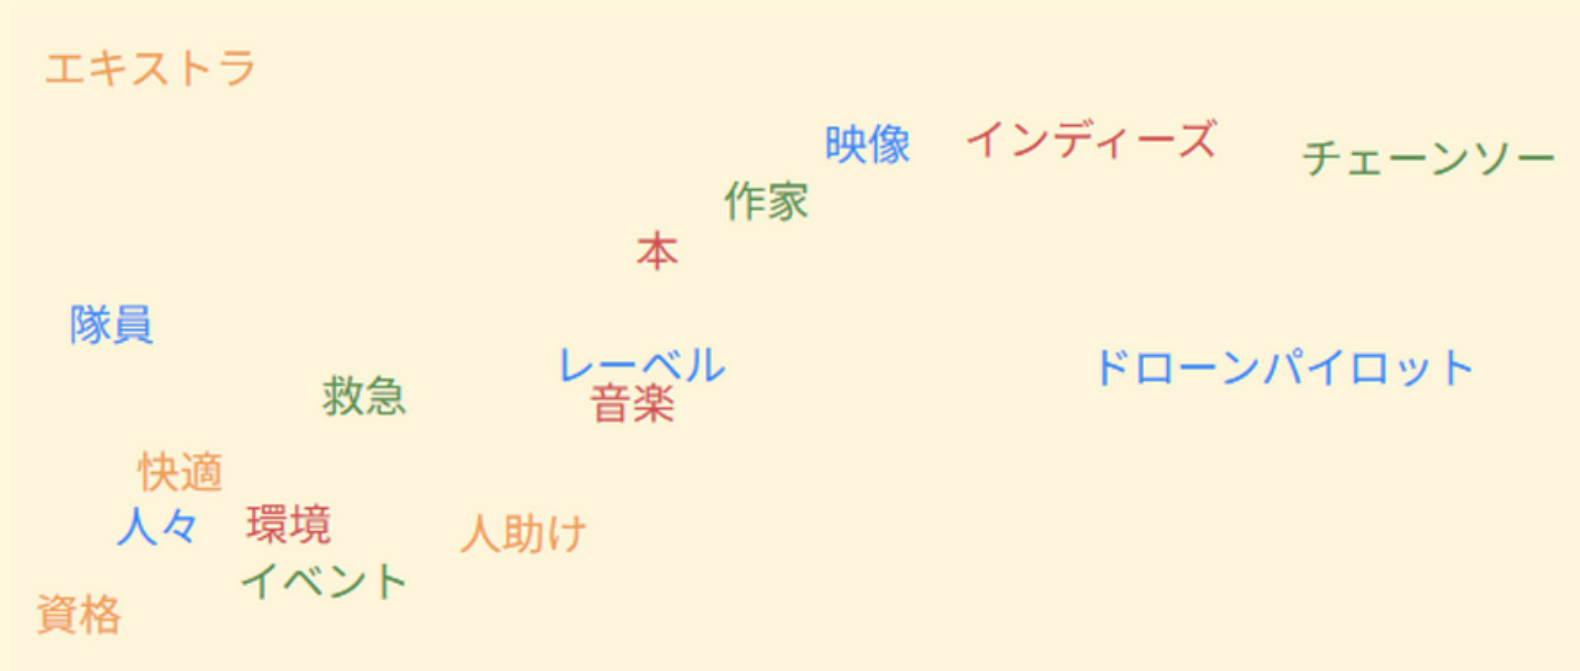 エキストラ
映像
インディーズ
チェーンソー
作家
本
隊員
レーベル
ドローンパイロット
救急
音楽
快適
人々
環境
人助け
イベント
資格